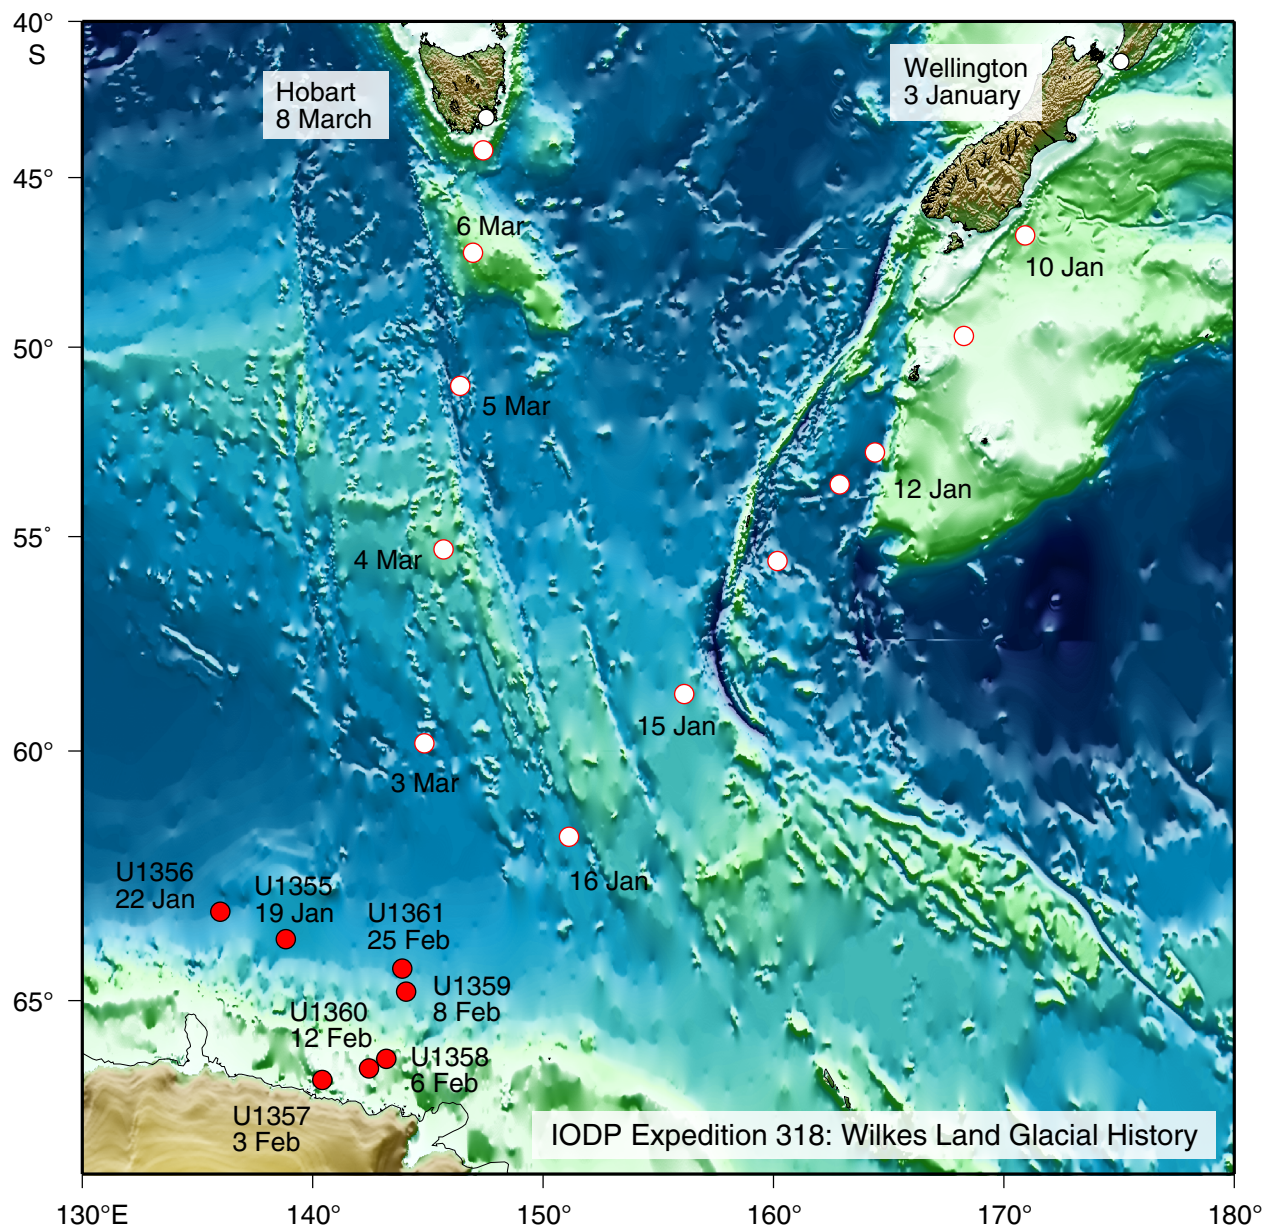 40°
S
Hobart
8 March
Wellington
3 January
45°
6 Mar
10 Jan
50°
5 Mar
12 Jan
55°
4 Mar
15 Jan
60°
3 Mar
16 Jan
U1356
22 Jan
U1355
19 Jan
U1361
25 Feb
U1359
8 Feb
65°
U1360
12 Feb
U1358
6 Feb
U1357
3 Feb
IODP Expedition 318: Wilkes Land Glacial History
130°E
140°
150°
160°
170°
180°